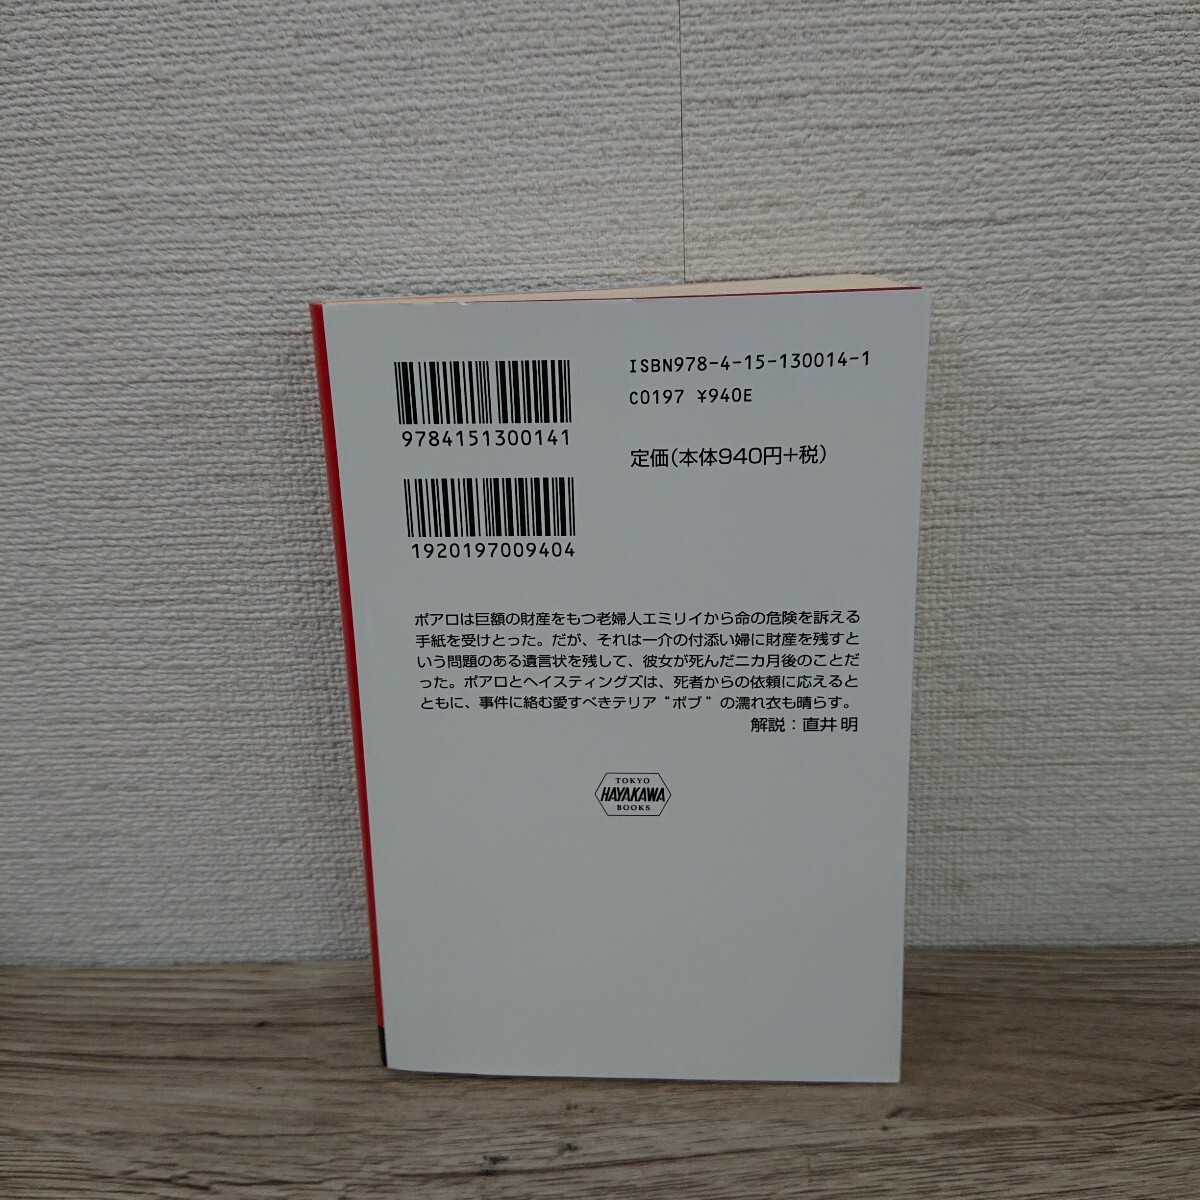 9784151300141
1920197009404
ISBN978-4-15-130014-1
C0197 ¥940E
定価(本体940円+税)
ポアロは巨額の財産をもつ老婦人エミリイから命の危険を訴える
手紙を受けとった。だが、それは一介の付添い婦に財産を残すと
いう問題のある遺言状を残して、彼女が死んだ二カ月後のことだ
った。ポアロとヘイスティングズは、死者からの依頼に応えると
ともに、事件に絡む愛すべきテリア“ボブ”の濡れ衣も晴らす。
解説：直井 明
TOKYO
HAYAKAWA
BOOKS